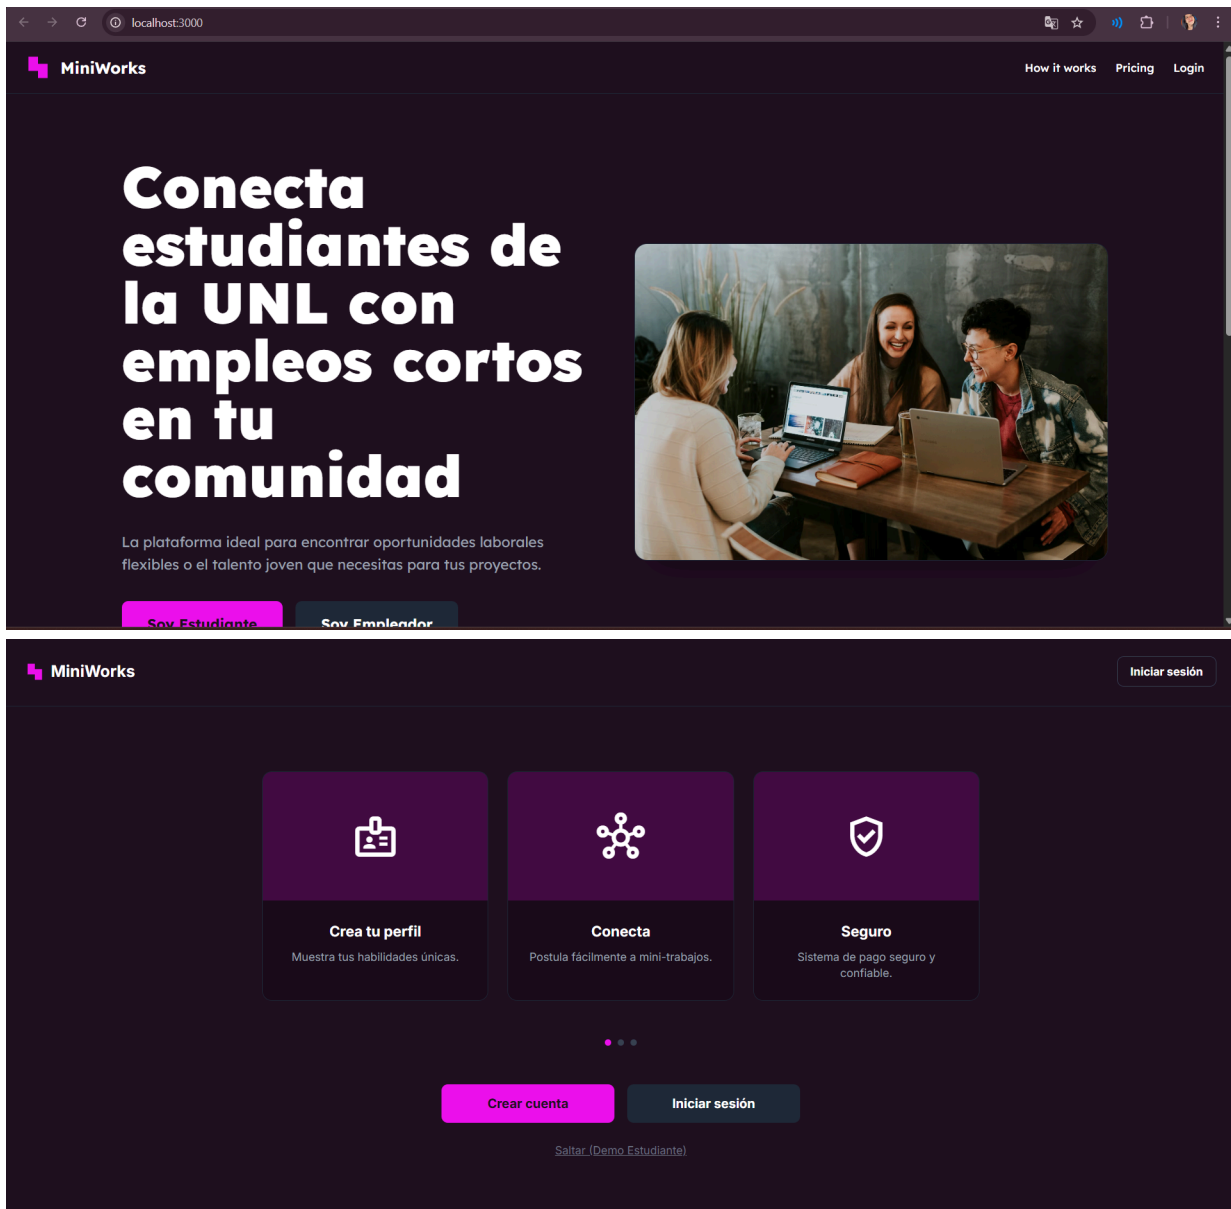 localhost:3000
MiniWorks
How it works
Pricing
Login
Conecta
estudiantes de
la UNL con
empleos cortos
en tu
comunidad
La plataforma ideal para encontrar oportunidades laborales
flexibles o el talento joven que necesitas para tus proyectos.
Soy Estudiante
Soy Empleador
MiniWorks
Iniciar sesión
Crea tu perfil
Muestra tus habilidades únicas.
Conecta
Postula fácilmente a mini-trabajos.
Seguro
Sistema de pago seguro y
confiable.
Crear cuenta
Iniciar sesión
Saltar (Demo Estudiante)